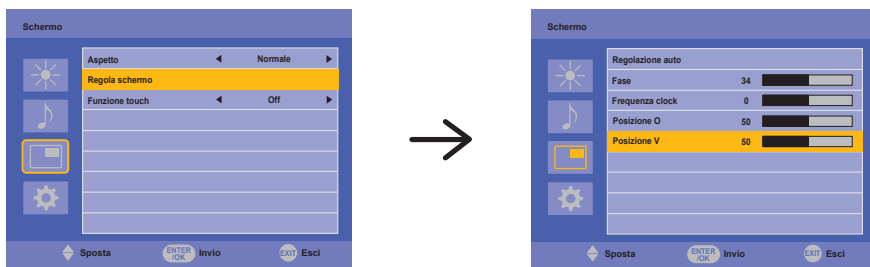 Schermo
Aspetto Normale
Regola schermo
Funzione touch Off
Sposta ENTER /OK Invio EXIT Esci
Schermo
Regolazione auto
Fase 34
Frequenza clock 0
Posizione O 50
Posizione V 50
Sposta ENTER /OK Invio EXIT Esci